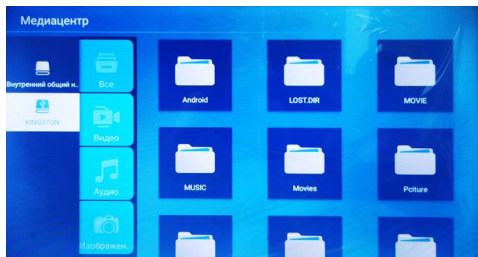 Медиацентр
Внутренний общий н..
KINGSTON
Все
Видео
Аудио
Изображен..
Android
LOST.DIR
MOVIE
MUSIC
Movies
Pciture